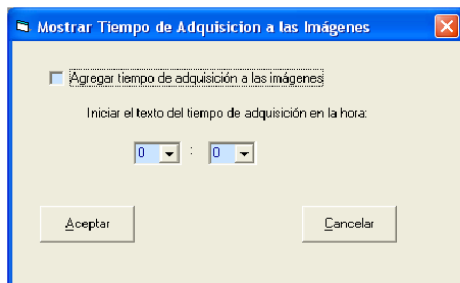 Mostrar Tiempo de Adquisicion a las Imágenes
Agregar tiempo de adquisición a las imágenes
Iniciar el texto del tiempo de adquisición en la hora:
0 : 0
Aceptar Cancelar